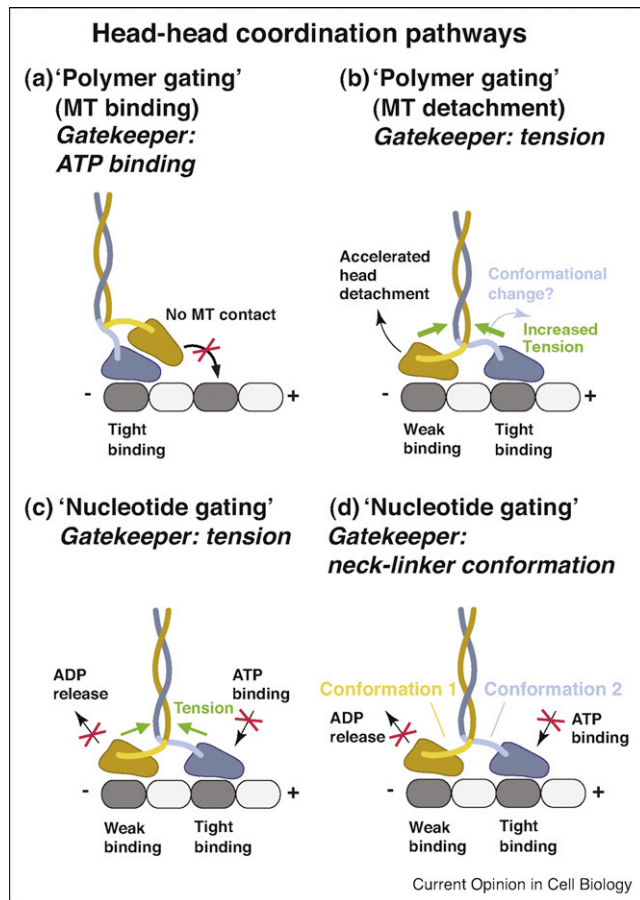 Head-head coordination pathways
(a) 'Polymer gating'
(MT binding)
Gatekeeper:
ATP binding
No MT contact
-
+
Tight
binding
(b) 'Polymer gating'
(MT detachment)
Gatekeeper: tension
Accelerated
head
detachment
Conformational
change?
Increased
Tension
-
+
Weak
binding
Tight
binding
(c) 'Nucleotide gating'
Gatekeeper: tension
ADP
release
Tension
ATP
binding
-
+
Weak
binding
Tight
binding
(d) 'Nucleotide gating'
Gatekeeper:
neck-linker conformation
Conformation 1
Conformation 2
ADP
release
ATP
binding
-
+
Weak
binding
Tight
binding
Current Opinion in Cell Biology